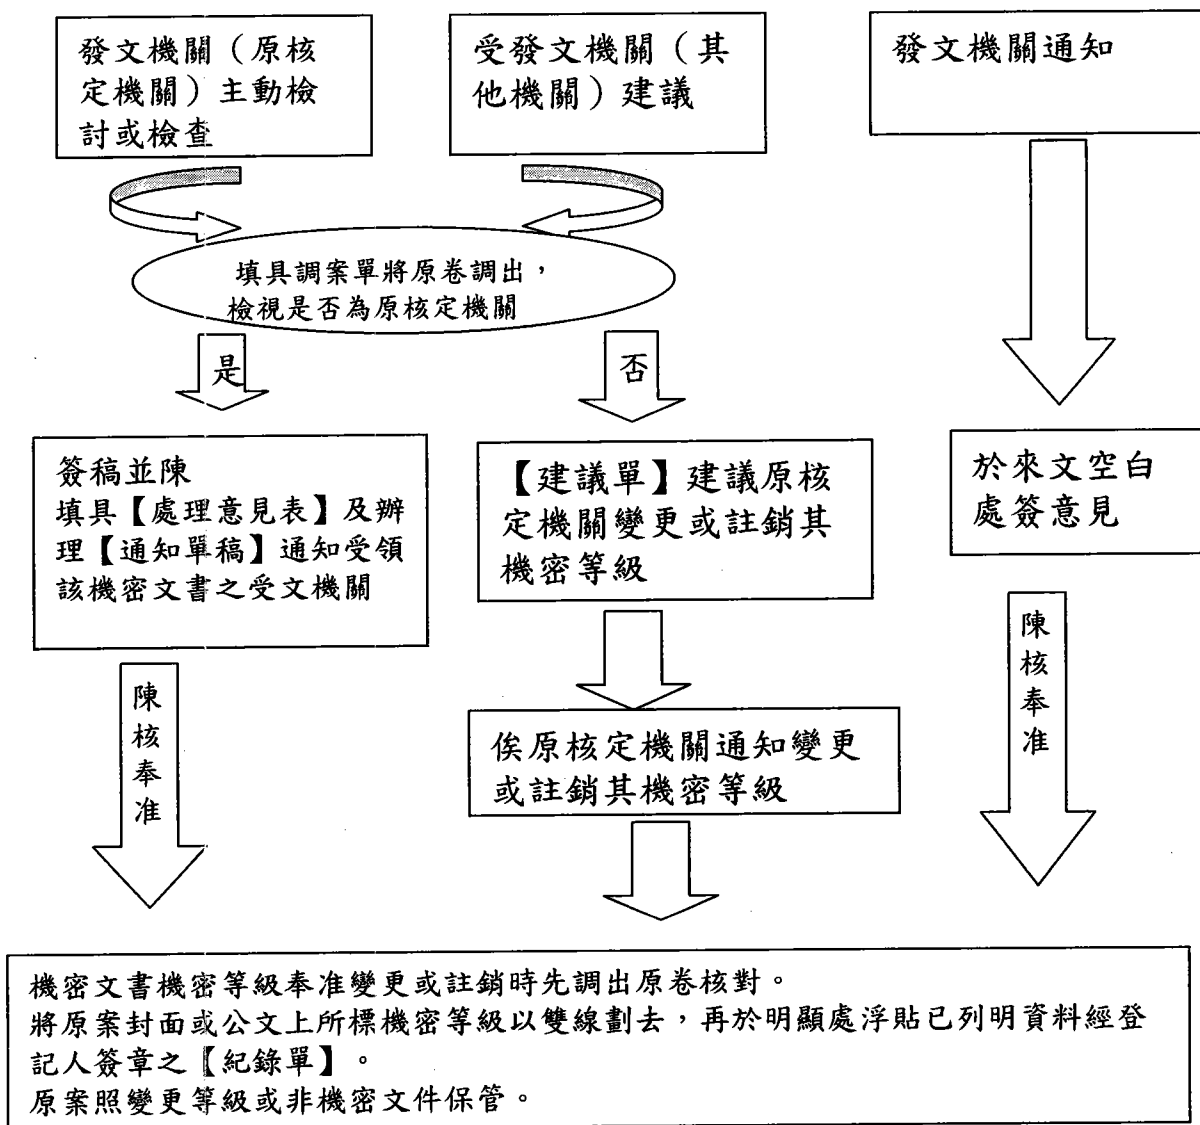 發文機關（原核
定機關）主動檢
討或檢查
受發文機關（其
他機關）建議
發文機關通知
填具調案單將原卷調出，
檢視是否為原核定機關
是
否
簽稿並陳
填具【處理意見表】及辦
理【通知單稿】通知受領
該機密文書之受文機關
【建議單】建議原核
定機關變更或註銷其
機密等級
於來文空白
處簽意見
陳核奉准
俟原核定機關通知變更
或註銷其機密等級
陳核奉准
機密文書機密等級奉准變更或註銷時先調出原卷核對。
將原案封面或公文上所標機密等級以雙線劃去，再於明顯處浮貼已列明資料經登
記人簽章之【紀錄單】。
原案照變更等級或非機密文件保管。